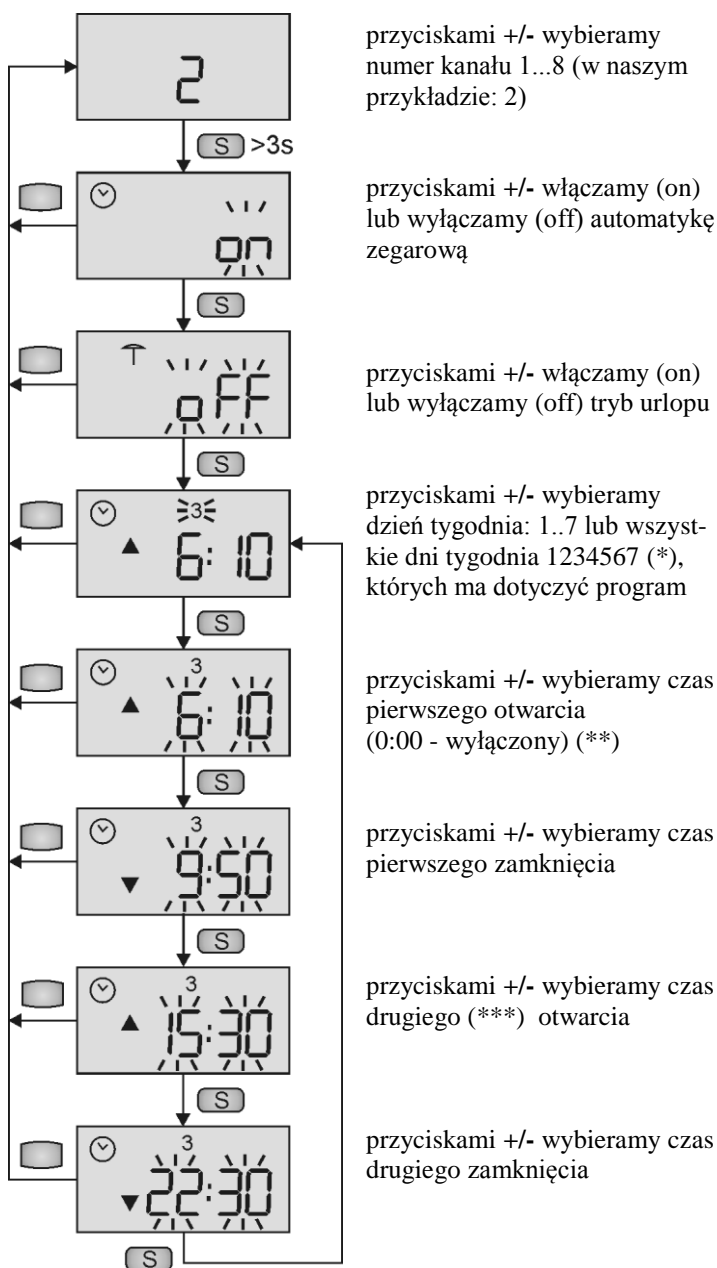 2
przyciskami +/- wybieramy
numer kanału 1...8 (w naszym
przykładzie: 2)
S >3s
on
przyciskami +/- włączamy (on)
lub wyłączamy (off) automatykę
zegarową
S
oFF
przyciskami +/- włączamy (on)
lub wyłączamy (off) tryb urlopu
S
3
6:10
przyciskami +/- wybieramy
dzień tygodnia: 1..7 lub wszyst-
kie dni tygodnia 1234567 (*),
których ma dotyczyć program
S
3
6:10
przyciskami +/- wybieramy czas
pierwszego otwarcia
(0:00 - wyłączony) (**)
S
3
9:50
przyciskami +/- wybieramy czas
pierwszego zamknięcia
S
3
15:30
przyciskami +/- wybieramy czas
drugiego (***) otwarcia
S
3
22:30
przyciskami +/- wybieramy czas
drugiego zamknięcia
S